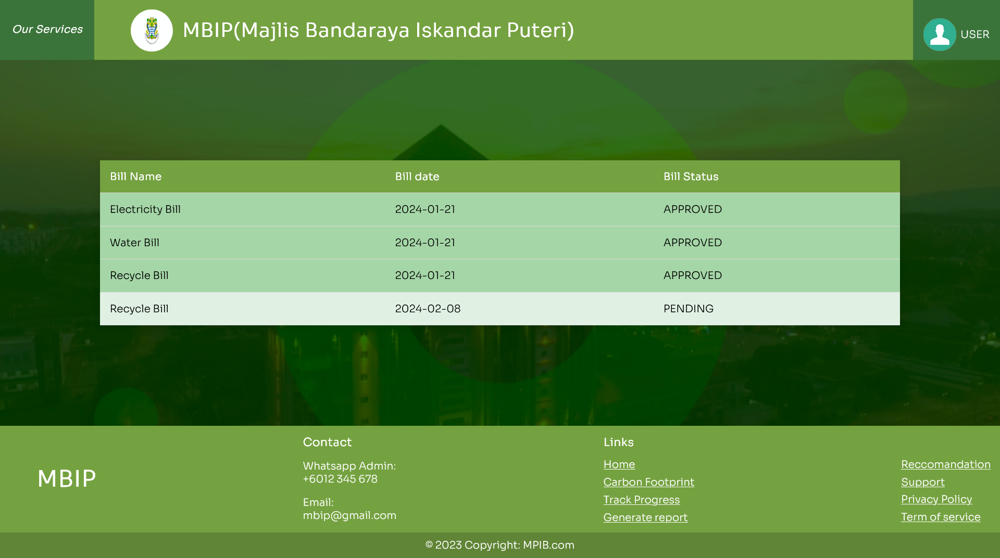 Our Services
MBIP(Majlis Bandaraya Iskandar Puteri)
USER
Bill Name Bill date Bill Status
Electricity Bill 2024-01-21 APPROVED
Water Bill 2024-01-21 APPROVED
Recycle Bill 2024-01-21 APPROVED
Recycle Bill 2024-02-08 PENDING
MBIP
Contact
Whatsapp Admin:
+6012 345 678
Email:
mbip@gmail.com
Links
Home
Carbon Footprint
Track Progress
Generate report
Reccomandation
Support
Privacy Policy
Term of service
© 2023 Copyright: MPIB.com